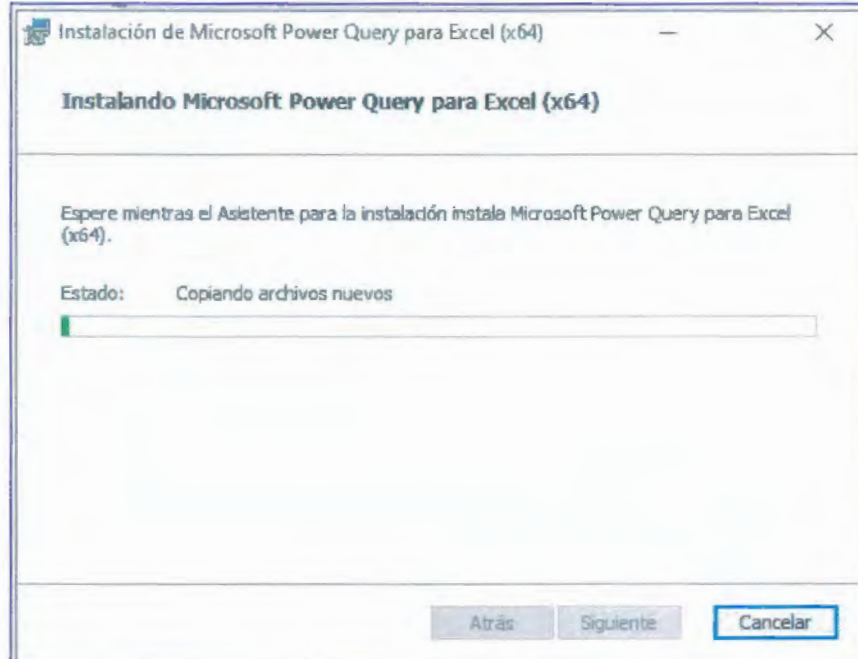 Instalación de Microsoft Power Query para Excel (x64)
Instalando Microsoft Power Query para Excel (x64)
Espere mientras el Asistente para la instalación instala Microsoft Power Query para Excel
(x64).
Estado: Copiando archivos nuevos
Atrás Siguiente Cancelar